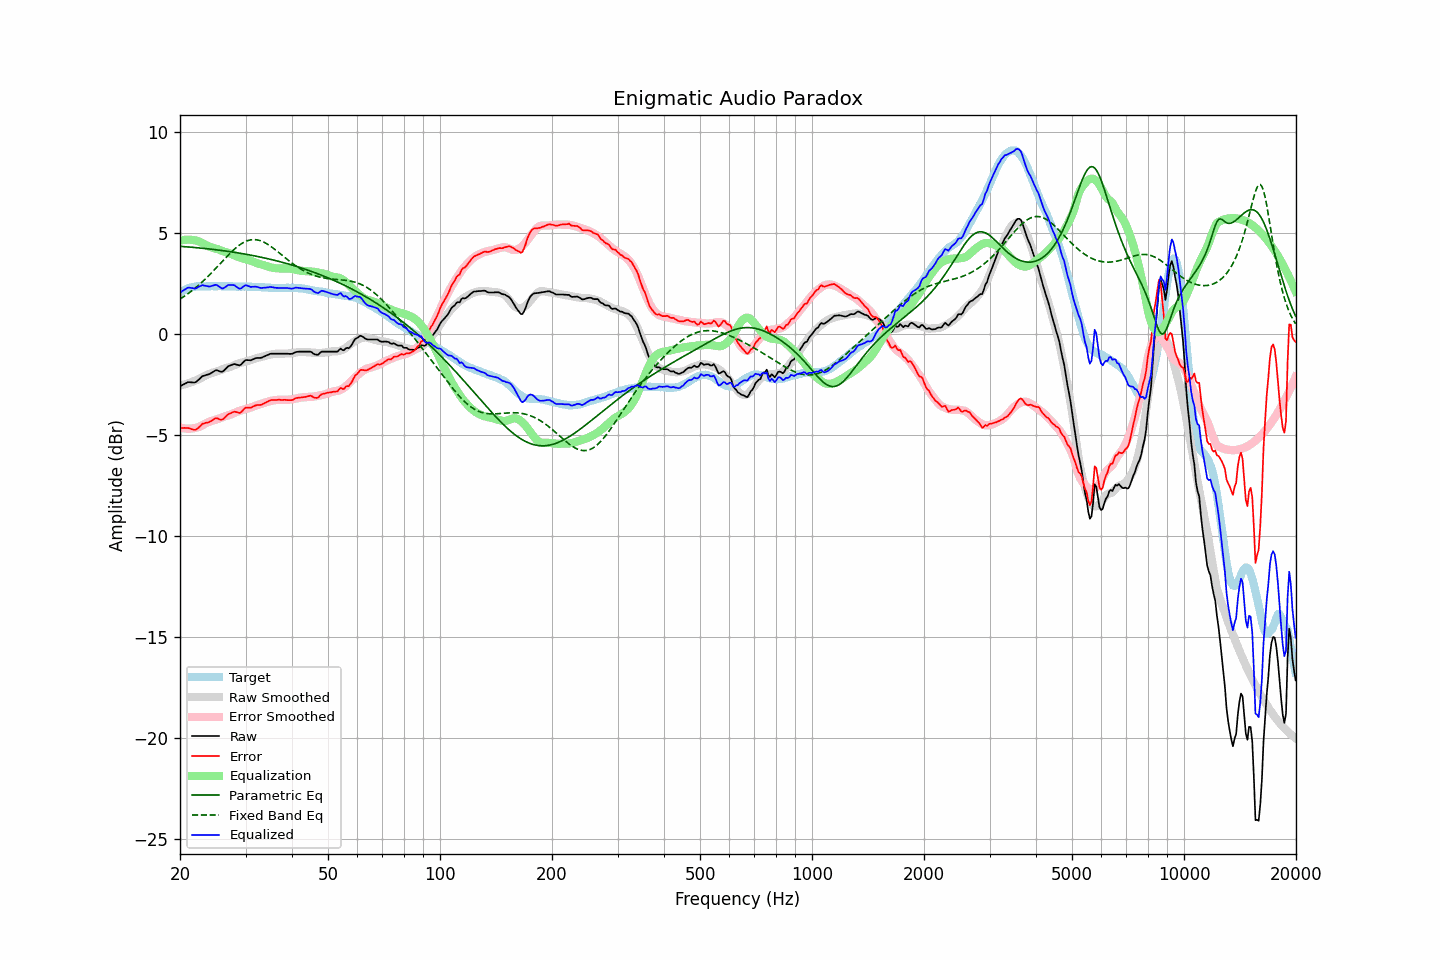 Enigmatic Audio Paradox
10
5
0
−5
−10
−15
−20
−25
Amplitude (dBr)
Target
Raw Smoothed
Error Smoothed
Raw
Error
Equalization
Parametric Eq
Fixed Band Eq
Equalized
20 50 100 200 500 1000 2000 5000 10000 20000
Frequency (Hz)